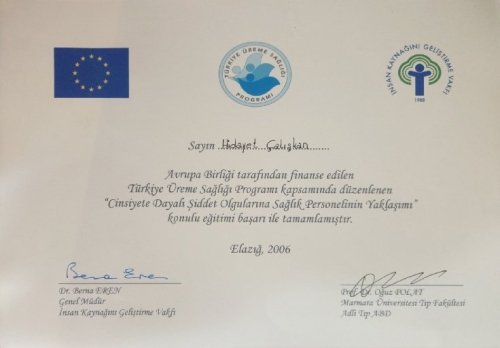 TÜRKİYE ÜREME SAĞLIĞI
PROGRAMI
İNSAN KAYNAĞINI GELİŞTİRME VAKFI
1988
Sayın Hidayet Çalışkan
Avrupa Birliği tarafından finanse edilen
Türkiye Üreme Sağlığı Programı kapsamında düzenlenen
“Cinsiyete Dayalı Şiddet Olgularına Sağlık Personelinin Yaklaşımı”
konulu eğitimi başarı ile tamamlamıştır.
Elazığ, 2006
Berna Eren
Dr. Berna EREN
Genel Müdür
İnsan Kaynağını Geliştirme Vakfı
Prof. Dr. Oğuz POLAT
Marmara Üniversitesi Tıp Fakültesi
Adli Tıp ABD